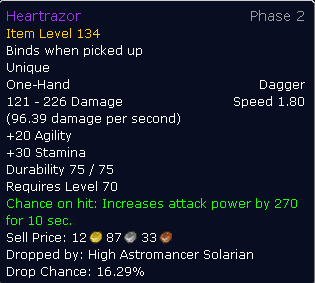 Heartrazor Phase 2
Item Level 134
Binds when picked up
Unique
One-Hand Dagger
121 - 226 Damage Speed 1.80
(96.39 damage per second)
+20 Agility
+30 Stamina
Durability 75 / 75
Requires Level 70
Chance on hit: Increases attack power by 270
for 10 sec.
Sell Price: 12 87 33
Dropped by: High Astromancer Solarian
Drop Chance: 16.29%